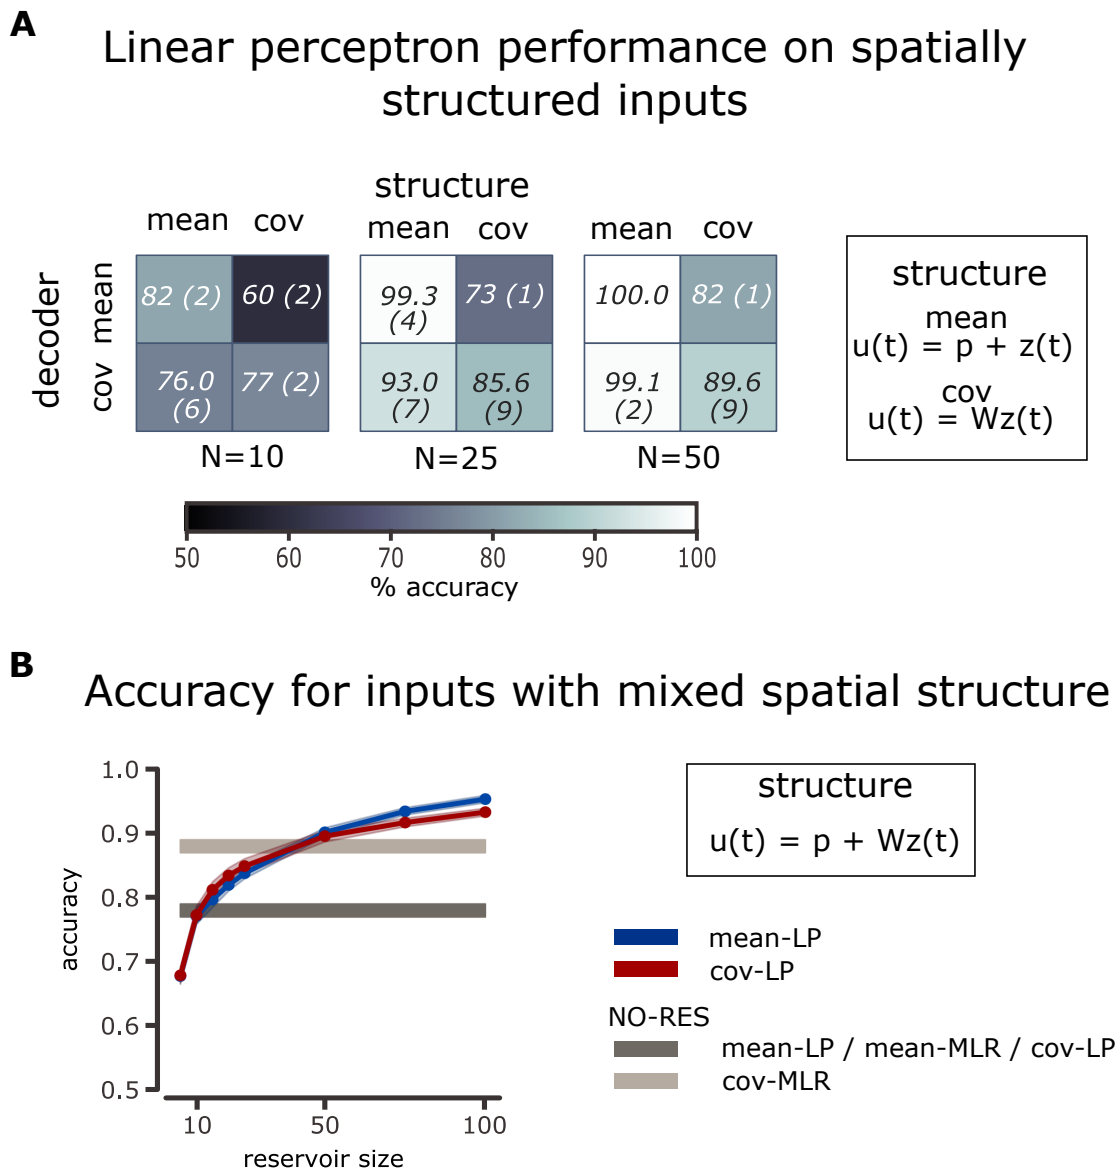 A
Linear perceptron performance on spatially
structured inputs
structure
mean cov
mean cov
mean cov
decoder
mean
cov
82 (2) 60 (2)
76.0
(6)
77 (2)
N=10
99.3
(4)
73 (1)
93.0
(7)
85.6
(9)
N=25
100.0 82 (1)
99.1
(2)
89.6
(9)
N=50
structure
mean
u(t) = p + z(t)
cov
u(t) = Wz(t)
50 60 70 80 90 100
% accuracy
B
Accuracy for inputs with mixed spatial structure
1.0
0.9
0.8
0.7
0.6
0.5
accuracy
10 50 100
reservoir size
structure
u(t) = p + Wz(t)
mean-LP
cov-LP
NO-RES
mean-LP / mean-MLR / cov-LP
cov-MLR